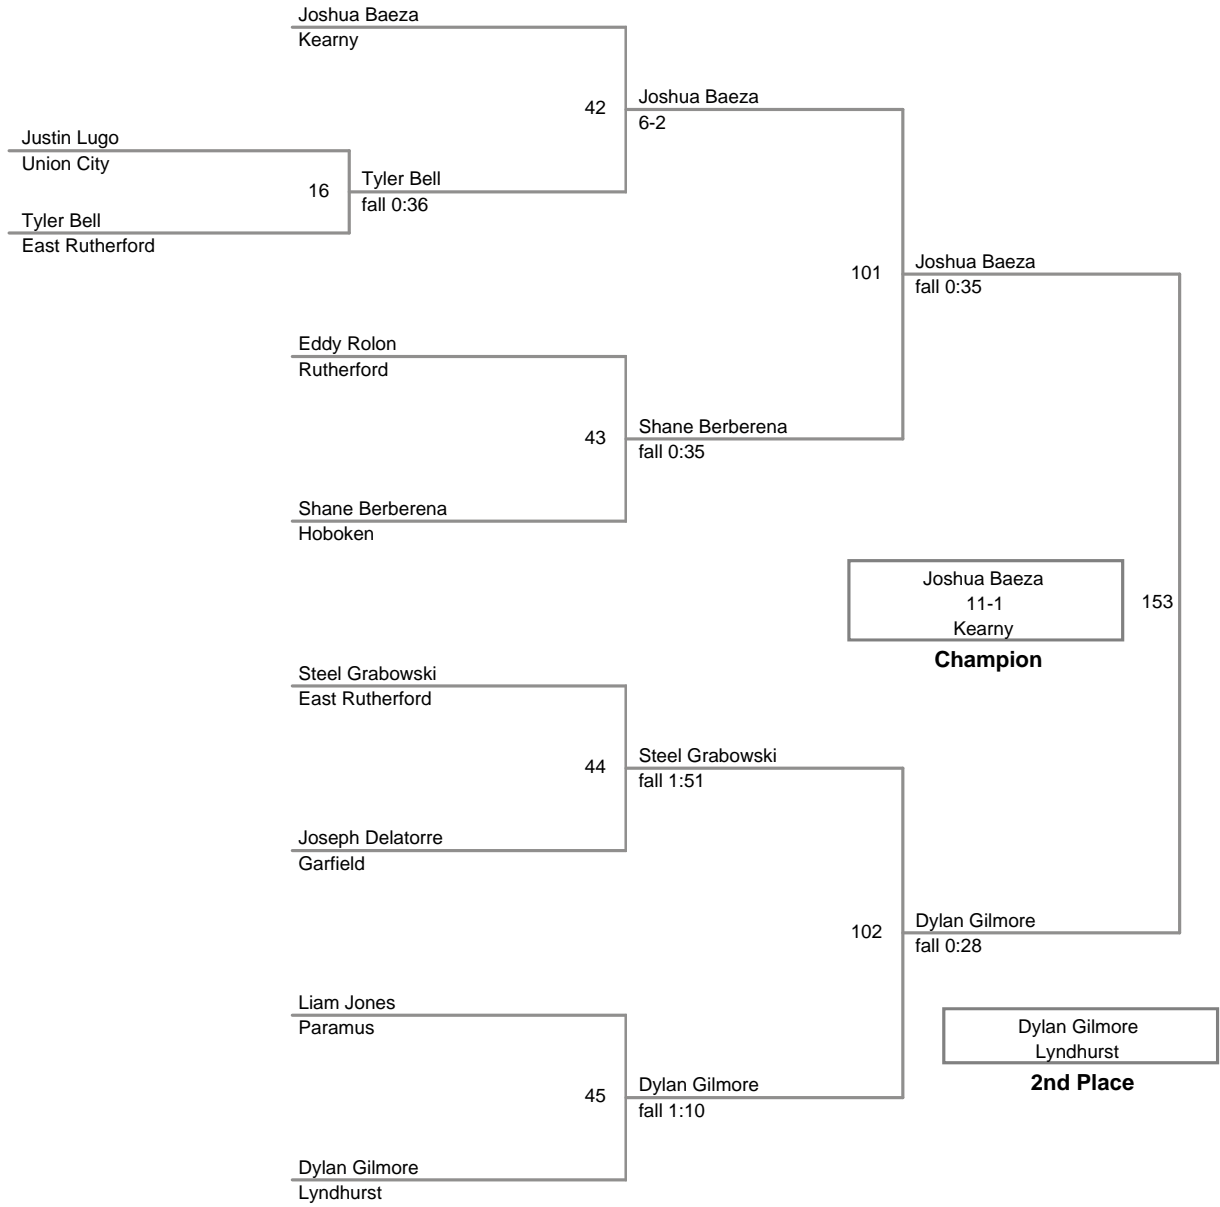 Joshua Baeza
Kearny
42
Joshua Baeza
6-2
Justin Lugo
Union City
16
Tyler Bell
fall 0:36
Tyler Bell
East Rutherford
101
Joshua Baeza
fall 0:35
Eddy Rolon
Rutherford
43
Shane Berberena
fall 0:35
Shane Berberena
Hoboken
Joshua Baeza
11-1
Kearny
Champion
153
Steel Grabowski
East Rutherford
44
Steel Grabowski
fall 1:51
Joseph Delatorre
Garfield
102
Dylan Gilmore
fall 0:28
Liam Jones
Paramus
45
Dylan Gilmore
fall 1:10
Dylan Gilmore
Lyndhurst
2nd Place
Dylan Gilmore
Lyndhurst